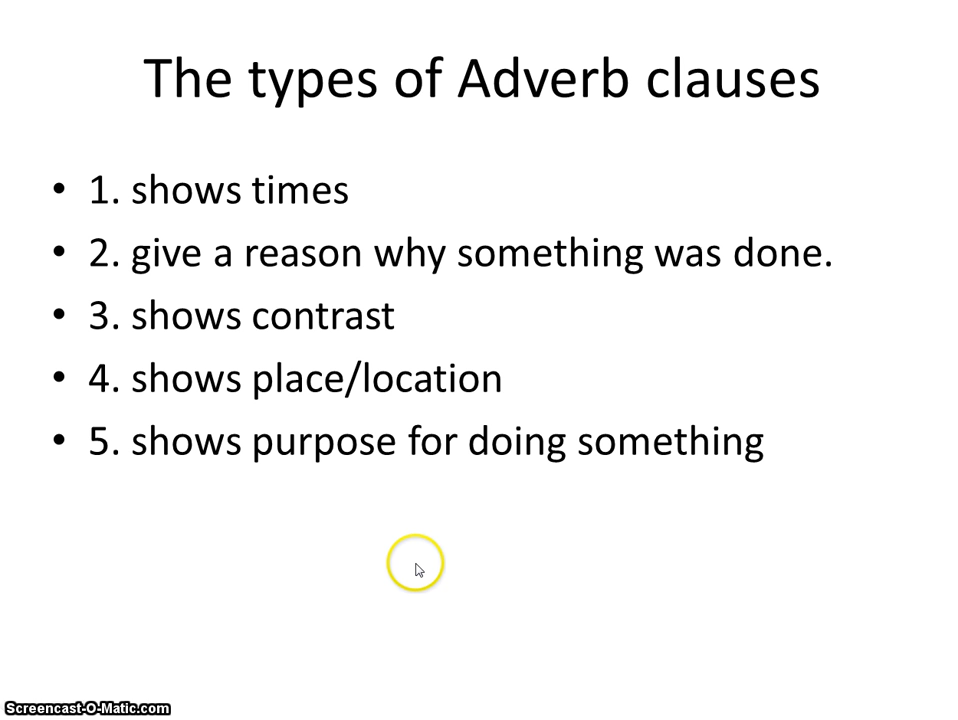 The types of Adverb clauses
• 1. shows times
• 2. give a reason why something was done.
• 3. shows contrast
• 4. shows place/location
• 5. shows purpose for doing something
Screencast-O-Matic.com